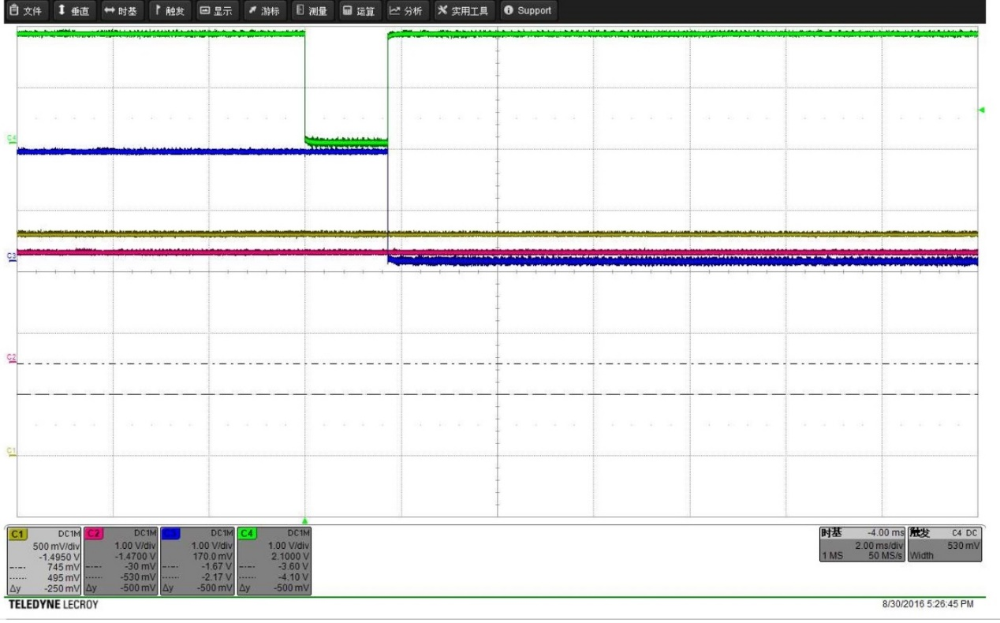 文件 垂直 时基 触发 显示 游标 测量 运算 分析 实用工具 Support
C4
C3
C2
C1
C1 DC1M C2 DC1M C3 DC1M C4 DC1M
500 mV/div 1.00 V/div 1.00 V/div 1.00 V/div
-1.4950 V -1.4700 V 170.0 mV 2.1000 V
745 mV -30 mV -1.67 V -3.60 V
495 mV -530 mV -2.17 V -4.10 V
Δy -250 mV Δy -500 mV Δy -500 mV Δy -500 mV
时基 -4.00 ms 触发 C4 DC
2.00 ms/div 530 mV
1 MS 50 MS/s Width
TELEDYNE LECROY 8/30/2016 5:26:45 PM